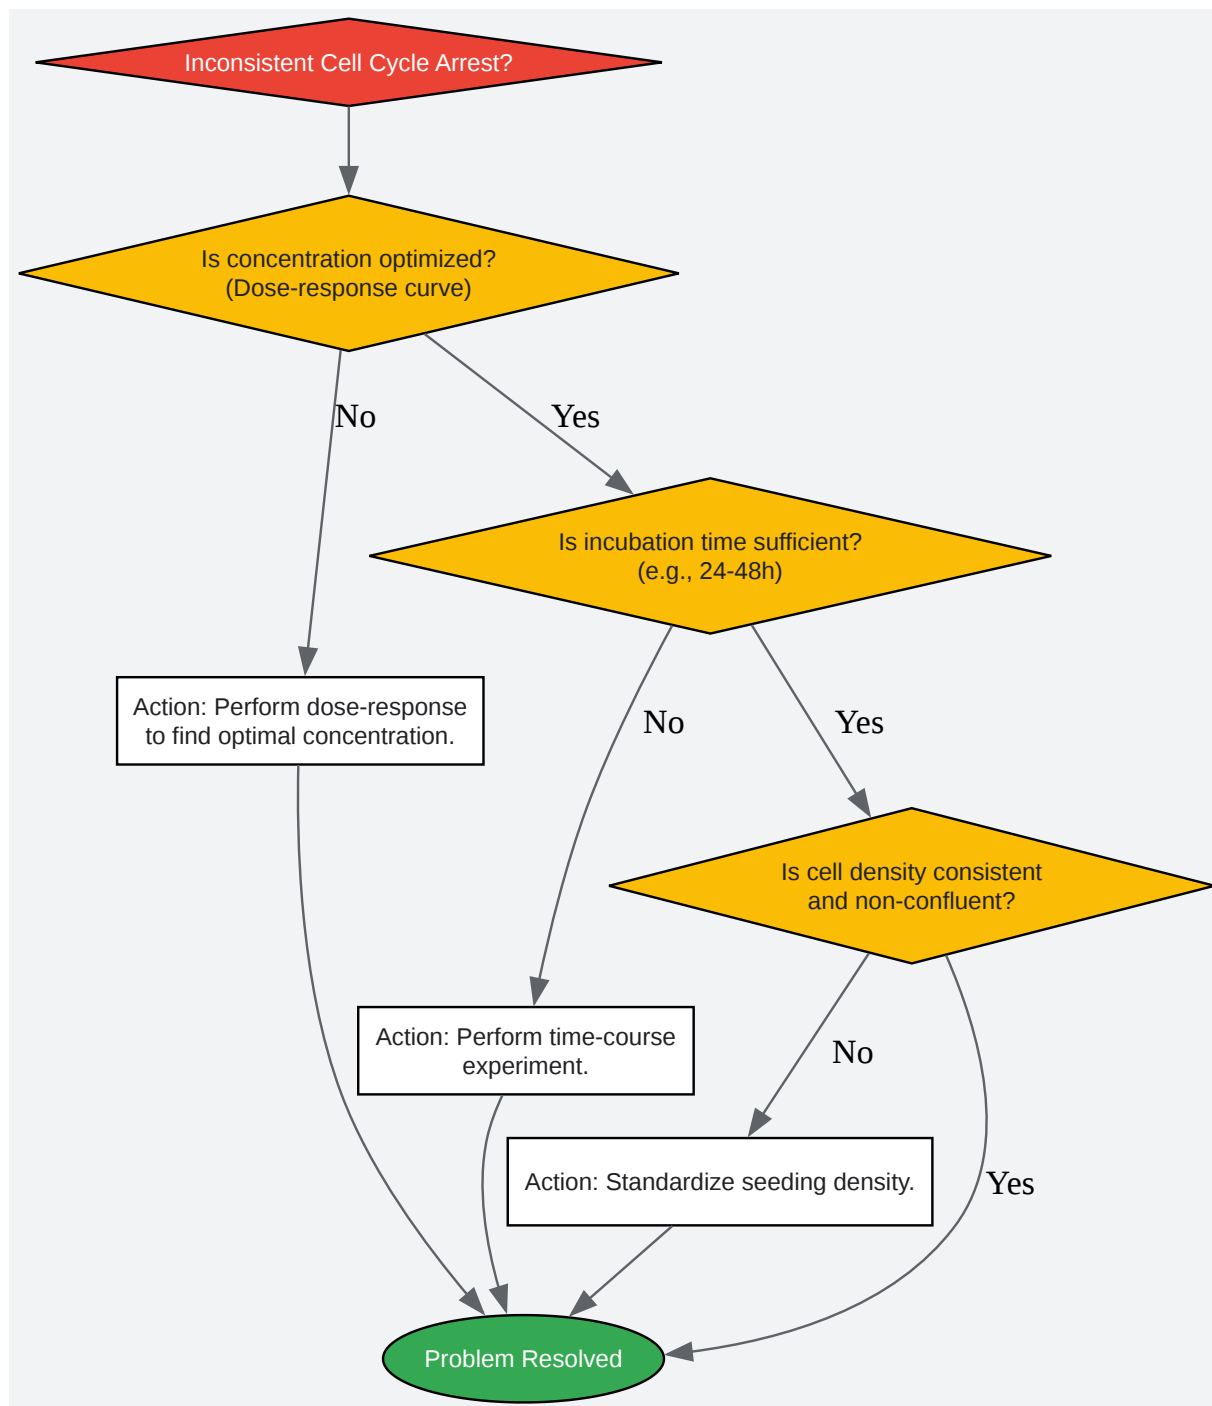 Inconsistent Cell Cycle Arrest?
Is concentration optimized?
(Dose-response curve)
No
Yes
Is incubation time sufficient?
(e.g., 24-48h)
Action: Perform dose-response
to find optimal concentration.
No
Yes
Is cell density consistent
and non-confluent?
Action: Perform time-course
experiment.
No
Action: Standardize seeding density.
Yes
Problem Resolved